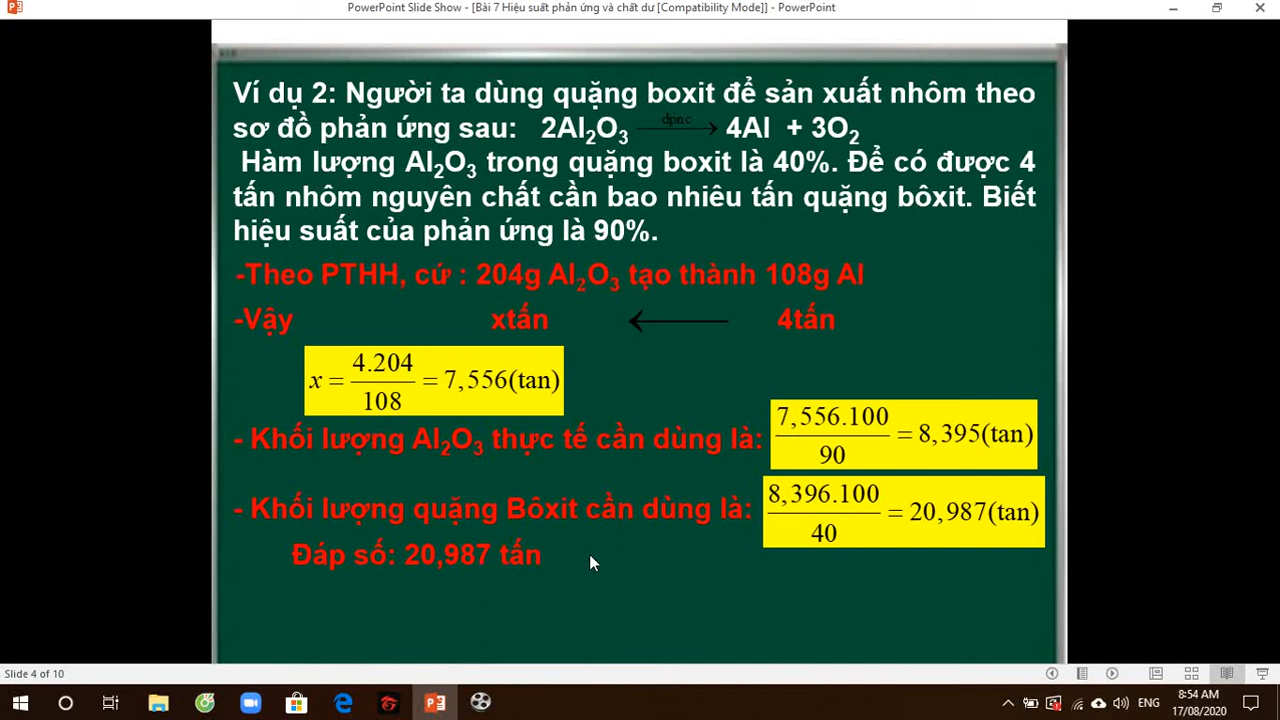 PowerPoint Slide Show - [Bài 7 Hiệu suất phản ứng và chất dư [Compatibility Mode]] - PowerPoint
Ví dụ 2: Người ta dùng quặng boxit để sản xuất nhôm theo
sơ đồ phản ứng sau: 2Al₂O₃ dpnc⟶ 4Al + 3O₂
Hàm lượng Al₂O₃ trong quặng boxit là 40%. Để có được 4
tấn nhôm nguyên chất cần bao nhiêu tấn quặng bôxit. Biết
hiệu suất của phản ứng là 90%.
-Theo PTHH, cứ : 204g Al₂O₃ tạo thành 108g Al
-Vậy xtấn ⟵ 4tấn
x = 4.204/108 = 7,556(tan)
- Khối lượng Al₂O₃ thực tế cần dùng là: 7,556.100/90 = 8,395(tan)
- Khối lượng quặng Bôxit cần dùng là: 8,396.100/40 = 20,987(tan)
Đáp số: 20,987 tấn
Slide 4 of 10
8:54 AM
ENG
17/08/2020